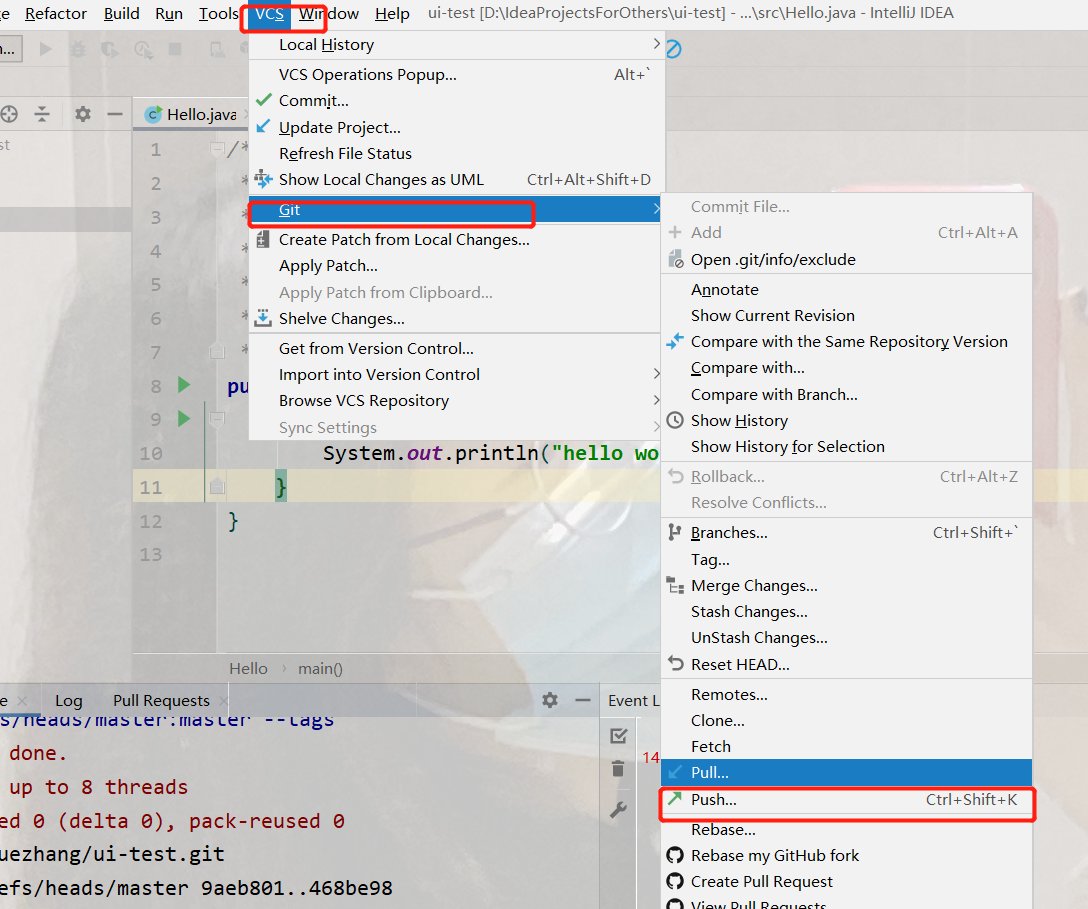 Refactor Build Run Tools VCS Window Help ui-test [D:\IdeaProjectsForOthers\ui-test] - ...\src\Hello.java - IntelliJ IDEA
Local History
VCS Operations Popup... Alt+`
Commit...
Update Project...
Refresh File Status
Show Local Changes as UML Ctrl+Alt+Shift+D
Git
Create Patch from Local Changes...
Apply Patch...
Apply Patch from Clipboard...
Shelve Changes...
Get from Version Control...
Import into Version Control
Browse VCS Repository
Sync Settings
Commit File...
Add Ctrl+Alt+A
Open .git/info/exclude
Annotate
Show Current Revision
Compare with the Same Repository Version
Compare with...
Compare with Branch...
Show History
Show History for Selection
Rollback... Ctrl+Alt+Z
Resolve Conflicts...
Branches... Ctrl+Shift+`
Tag...
Merge Changes...
Stash Changes...
UnStash Changes...
Reset HEAD...
Remotes...
Clone...
Fetch
Pull...
Push... Ctrl+Shift+K
Rebase...
Rebase my GitHub fork
Create Pull Request
View Pull Requests
Hello.java
1 /*
2 *
3 *
4 *
5 *
6 *
7 *
8 pu
9
10 System.out.println("hello wo
11 }
12 }
13
Hello › main()
Log Pull Requests Event L
s/heads/master:master --tags
done.
up to 8 threads
ed 0 (delta 0), pack-reused 0
uezhang/ui-test.git
efs/heads/master 9aeb801..468be98
14